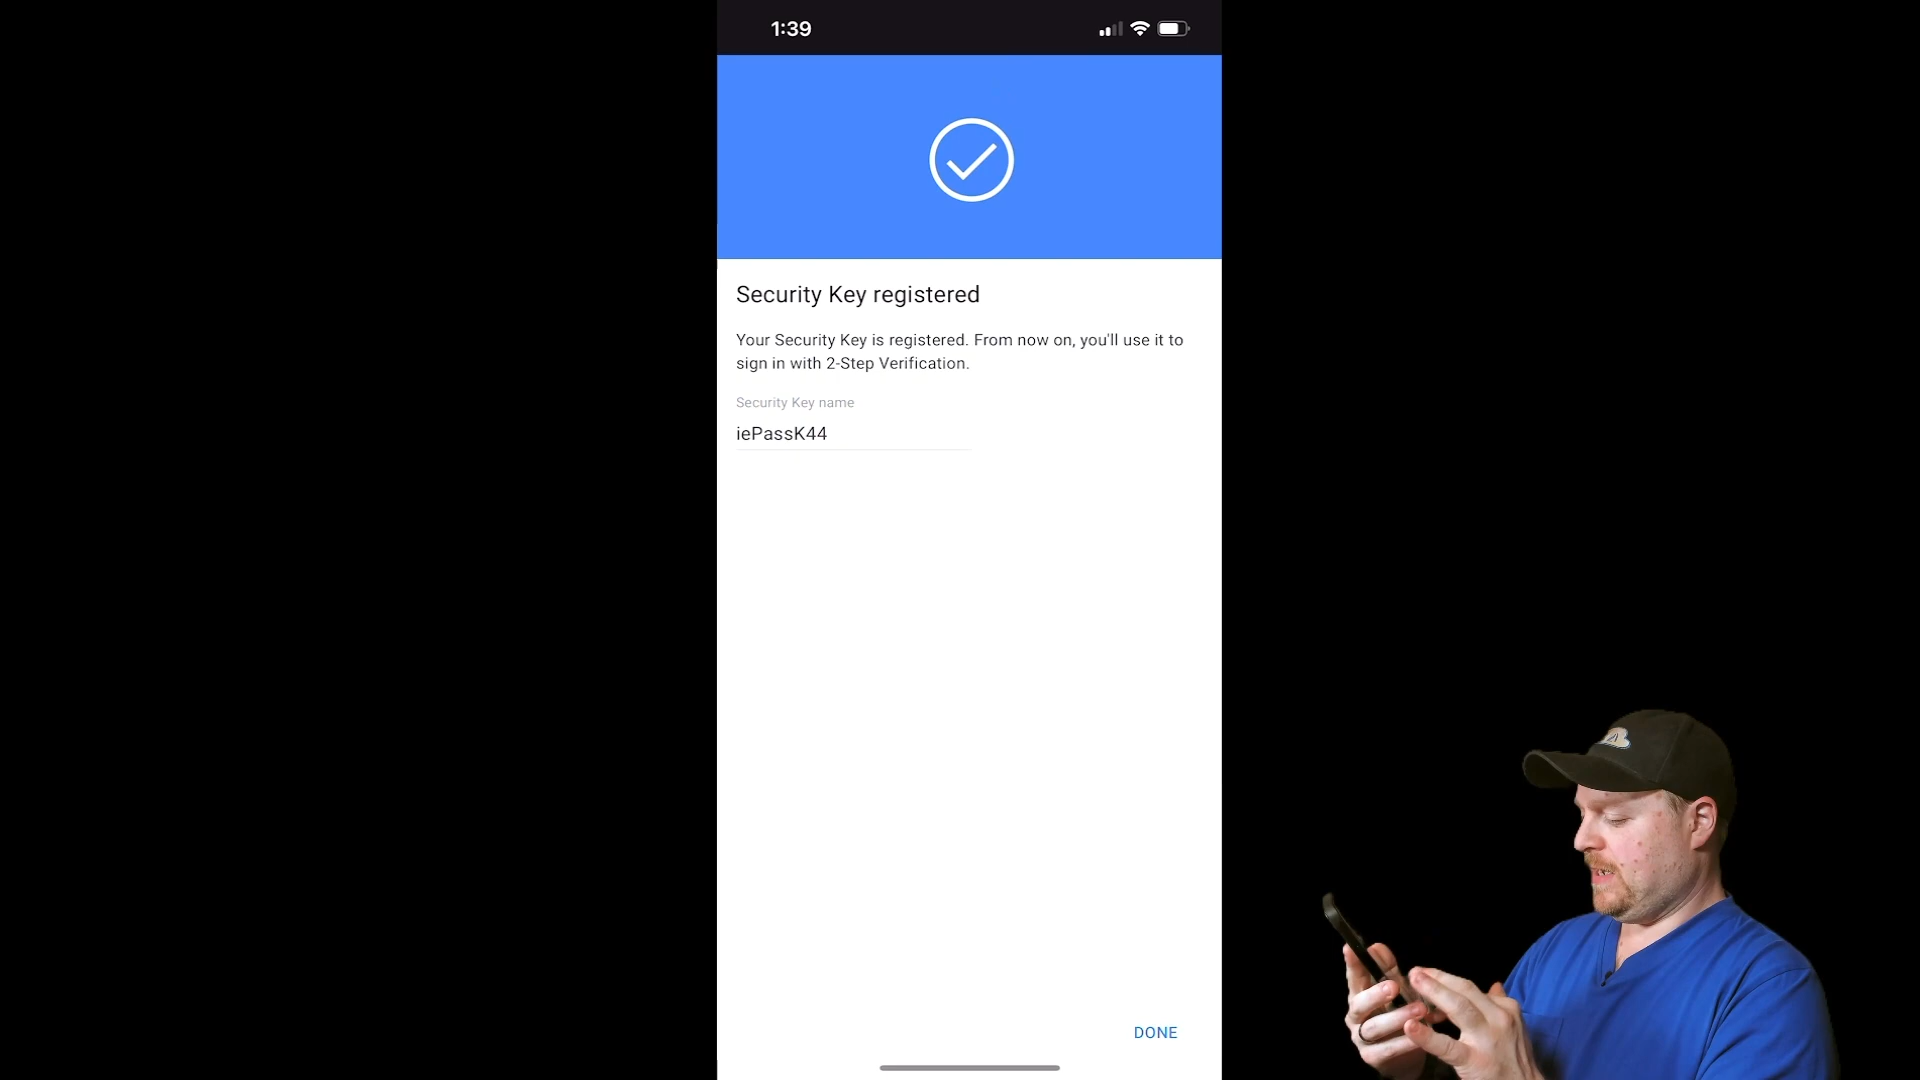 1:39
Security Key registered
Your Security Key is registered. From now on, you'll use it to
sign in with 2-Step Verification.
Security Key name
iePassK44
DONE